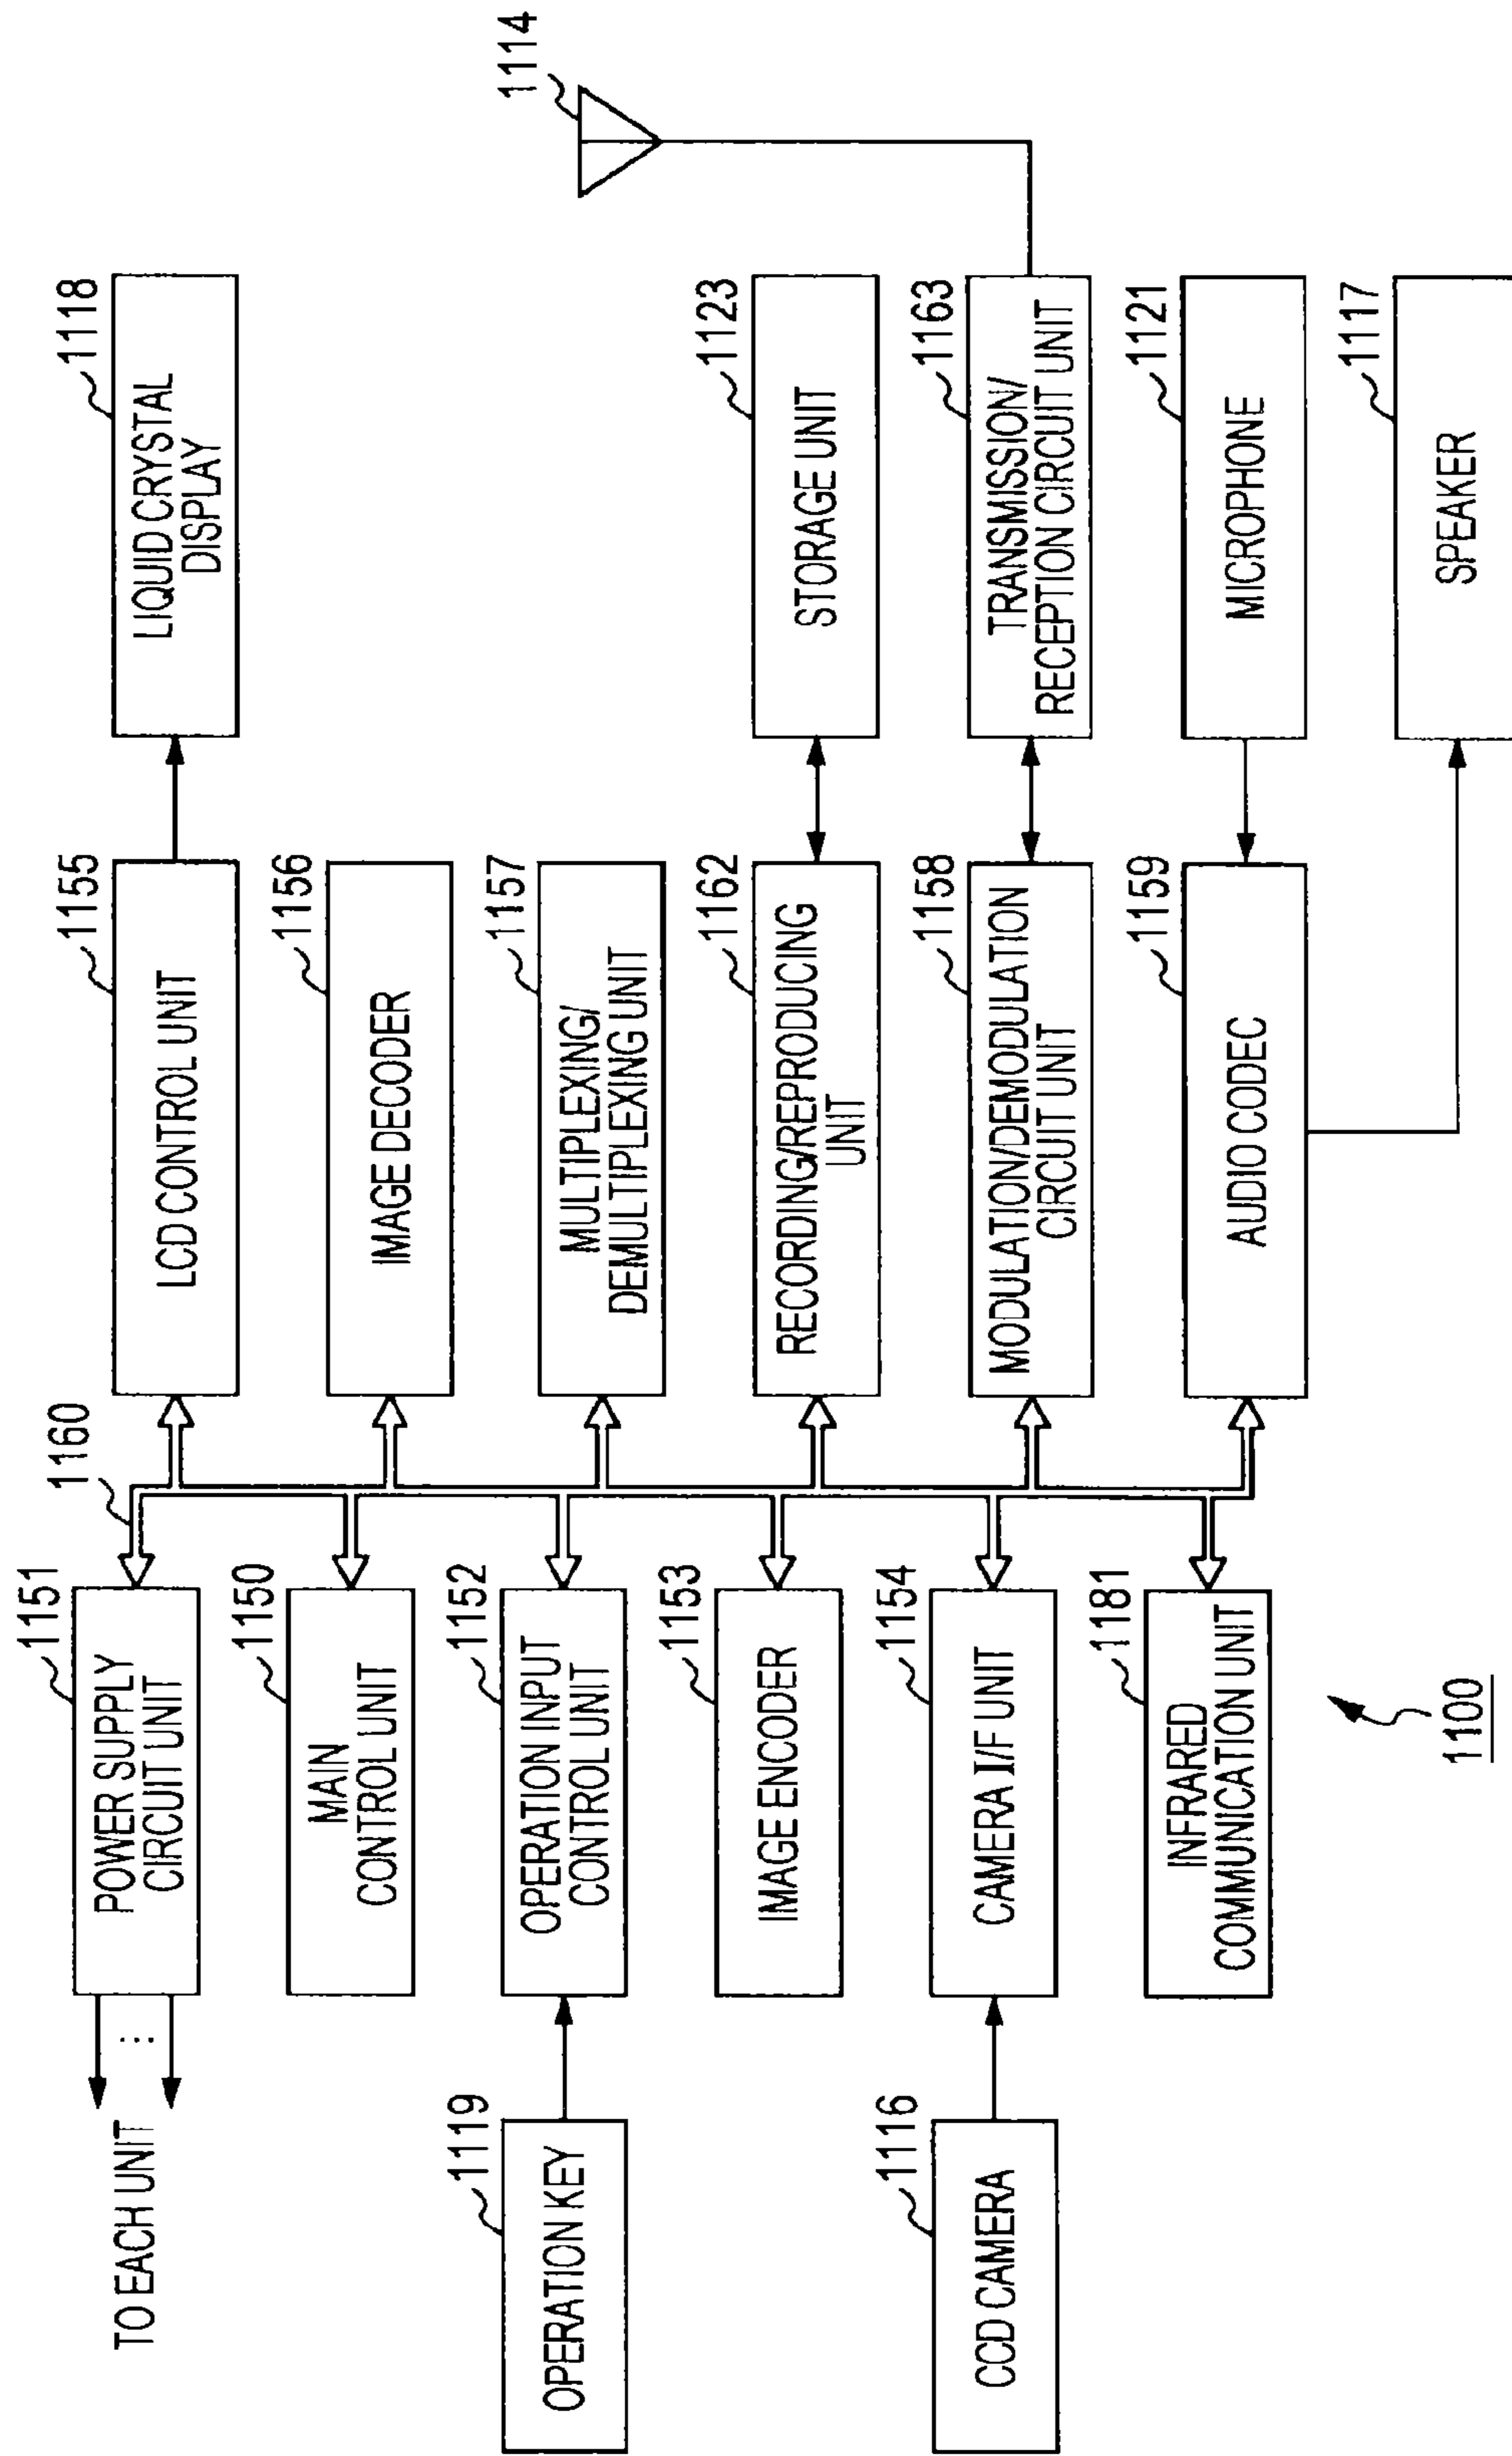 TO EACH UNIT
1151
POWER SUPPLY
CIRCUIT UNIT
1160
1155
LCD CONTROL UNIT
1118
LIQUID CRYSTAL
DISPLAY
1150
MAIN
CONTROL UNIT
1156
IMAGE DECODER
1119
OPERATION KEY
1152
OPERATION INPUT
CONTROL UNIT
1157
MULTIPLEXING/
DEMULTIPLEXING UNIT
1114
1153
IMAGE ENCODER
1162
RECORDING/REPRODUCING
UNIT
1123
STORAGE UNIT
1116
CCD CAMERA
1154
CAMERA I/F UNIT
1158
MODULATION/DEMODULATION
CIRCUIT UNIT
1163
TRANSMISSION/
RECEPTION CIRCUIT UNIT
1181
INFRARED
COMMUNICATION UNIT
1159
AUDIO CODEC
1121
MICROPHONE
1117
SPEAKER
1100